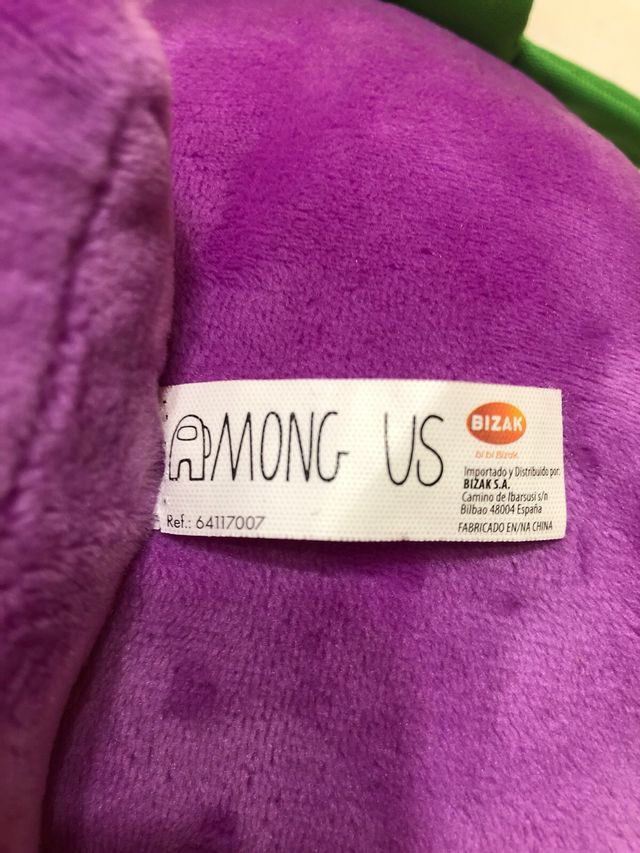 AMONG US
BIZAK
bi bi Bizak
Importado y Distribuido por:
BIZAK S.A.
Camino de Ibarsusi s/n
Bilbao 48004 España
FABRICADO EN/NA CHINA
Ref.: 64117007